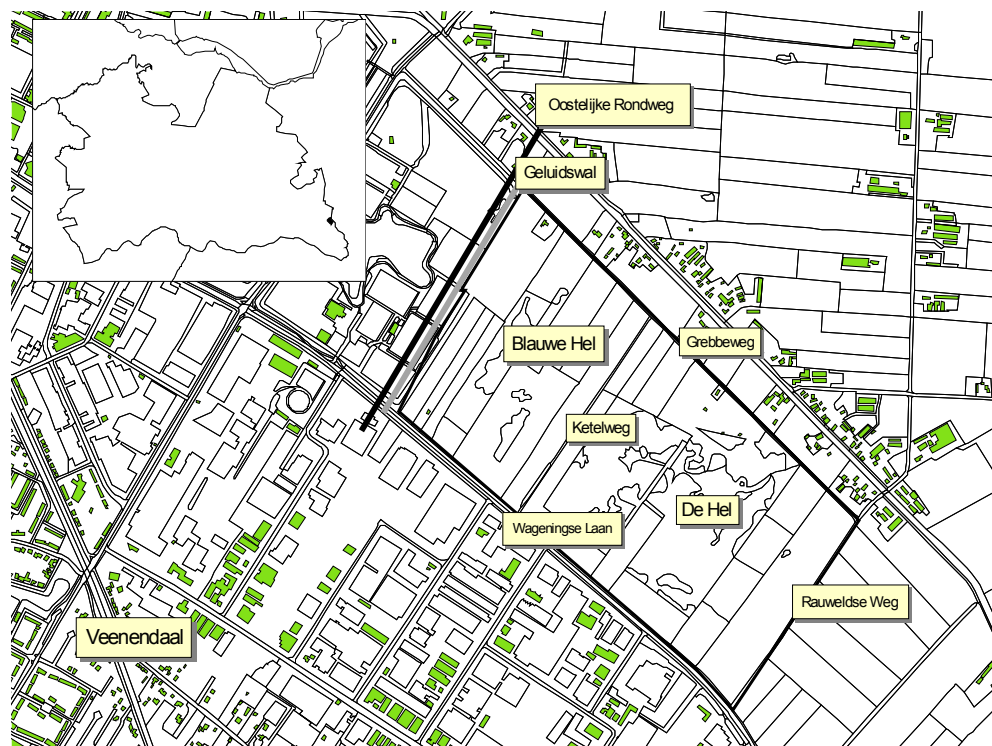 Oostelijke Rondweg
Geluidswal
Blauwe Hel
Grebbeweg
Ketelweg
De Hel
Wageningse Laan
Rauweldse Weg
Veenendaal